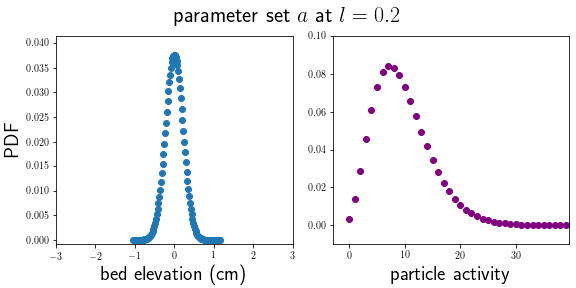 parameter set a at l = 0.2
PDF
0.040
0.035
0.030
0.025
0.020
0.015
0.010
0.005
0.000
−3 −2 −1 0 1 2 3
bed elevation (cm)
0.10
0.08
0.06
0.04
0.02
0.00
0 10 20 30
particle activity